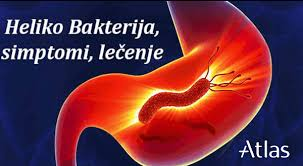 Heliko Bakterija,
simptomi, lečenje
Atlas